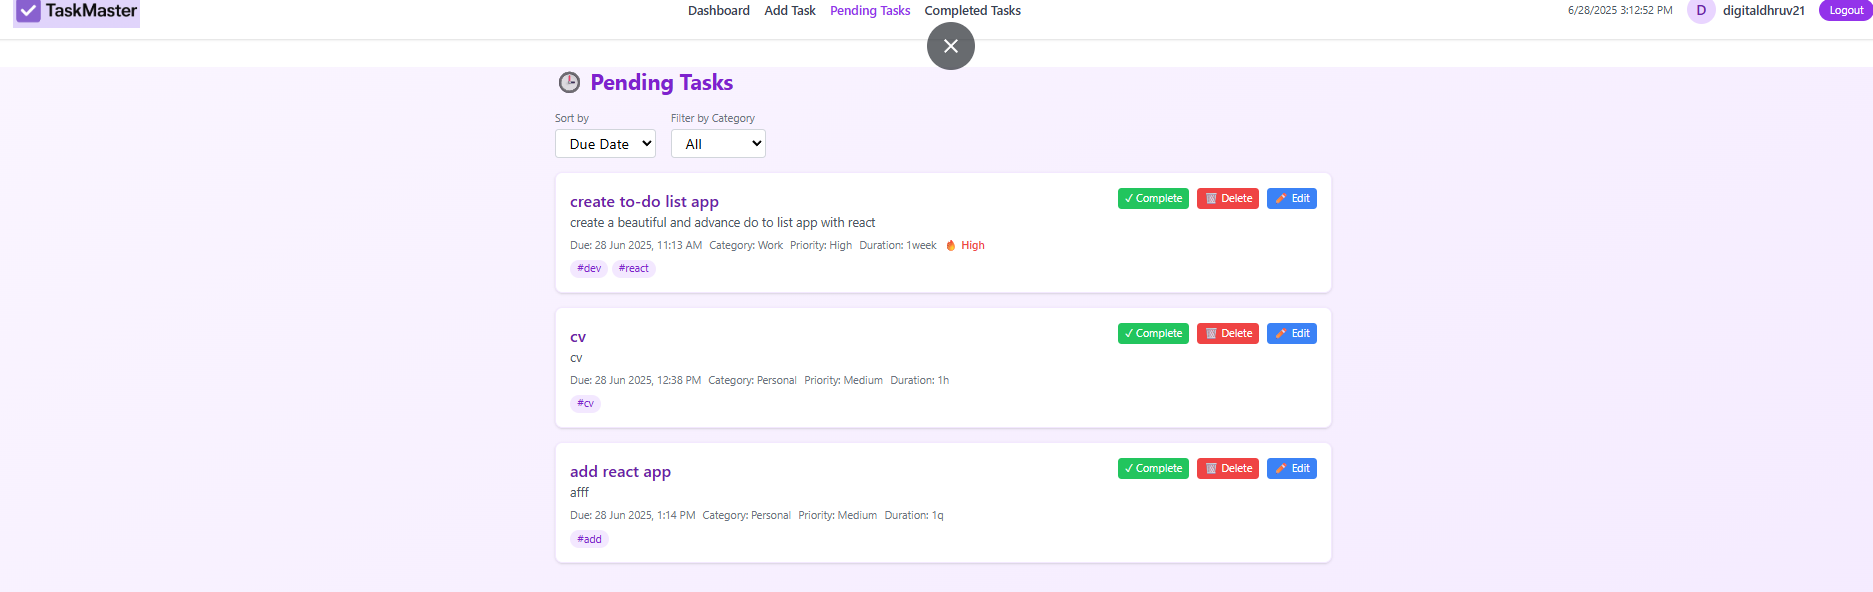 TaskMaster
Dashboard Add Task Pending Tasks Completed Tasks
6/28/2025 3:12:52 PM D digitaldhruv21 Logout
Pending Tasks
Sort by Filter by Category
Due Date All
create to-do list app
✓ Complete Delete Edit
create a beautiful and advance do to list app with react
Due: 28 Jun 2025, 11:13 AM Category: Work Priority: High Duration: 1week 🔥 High
#dev #react
cv
✓ Complete Delete Edit
cv
Due: 28 Jun 2025, 12:38 PM Category: Personal Priority: Medium Duration: 1h
#cv
add react app
✓ Complete Delete Edit
afff
Due: 28 Jun 2025, 1:14 PM Category: Personal Priority: Medium Duration: 1q
#add